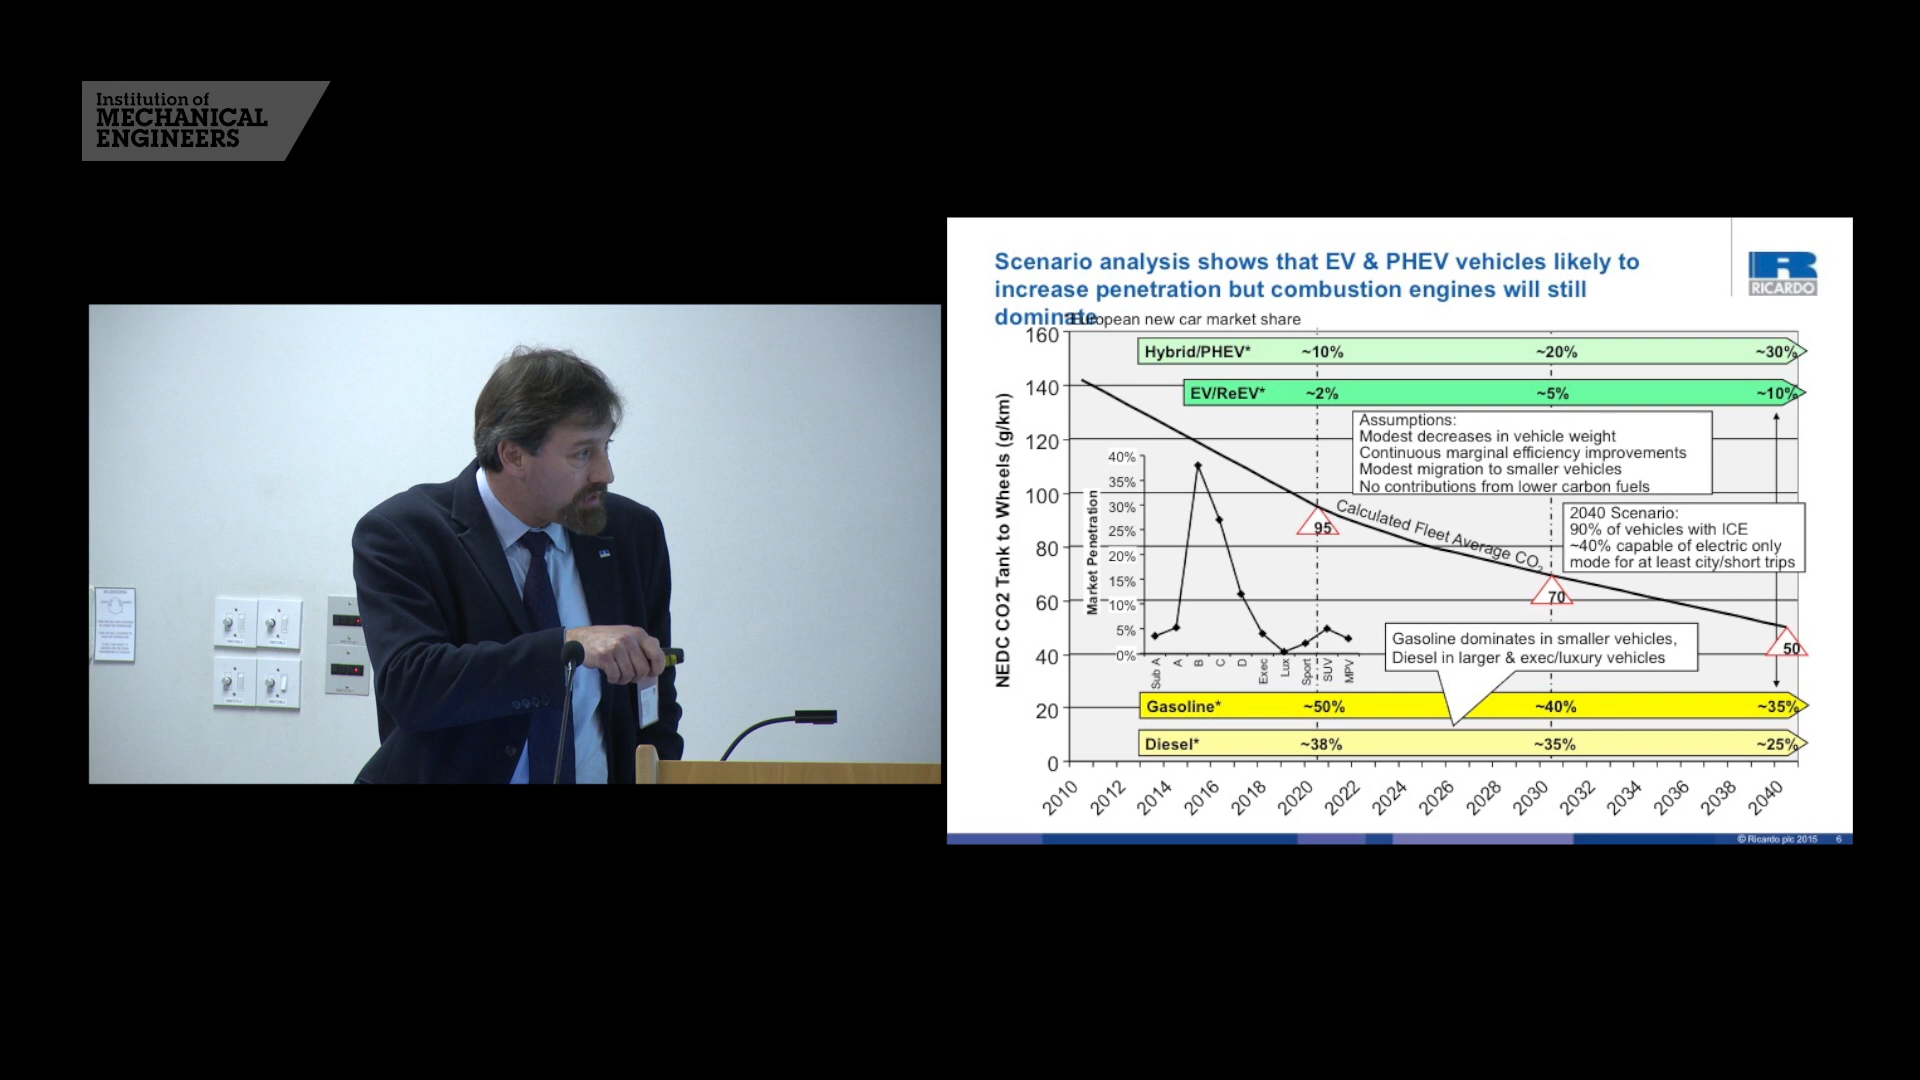 Institution of
MECHANICAL
ENGINEERS
Scenario analysis shows that EV & PHEV vehicles likely to
increase penetration but combustion engines will still
dominate
European new car market share
RICARDO
NEDC CO2 Tank to Wheels (g/km)
160
140
120
100
80
60
40
20
0
Hybrid/PHEV* ~10% ~20% ~30%
EV/ReEV* ~2% ~5% ~10%
Assumptions:
Modest decreases in vehicle weight
Continuous marginal efficiency improvements
Modest migration to smaller vehicles
No contributions from lower carbon fuels
Market Penetration
40%
35%
30%
25%
20%
15%
10%
5%
0%
Sub A A B C D Exec Lux Sport SUV MPV
Calculated Fleet Average CO2
95
70
50
2040 Scenario:
90% of vehicles with ICE
~40% capable of electric only
mode for at least city/short trips
Gasoline dominates in smaller vehicles,
Diesel in larger & exec/luxury vehicles
Gasoline* ~50% ~40% ~35%
Diesel* ~38% ~35% ~25%
2010 2012 2014 2016 2018 2020 2022 2024 2026 2028 2030 2032 2034 2036 2038 2040
© Ricardo plc 2015 6